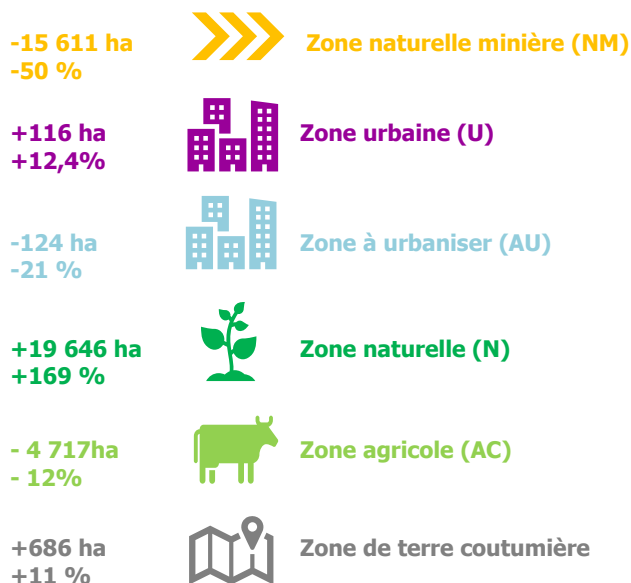 -15 611 ha
-50 %
Zone naturelle minière (NM)
+116 ha
+12,4%
Zone urbaine (U)
-124 ha
-21 %
Zone à urbaniser (AU)
+19 646 ha
+169 %
Zone naturelle (N)
- 4 717ha
- 12%
Zone agricole (AC)
+686 ha
+11 %
Zone de terre coutumière